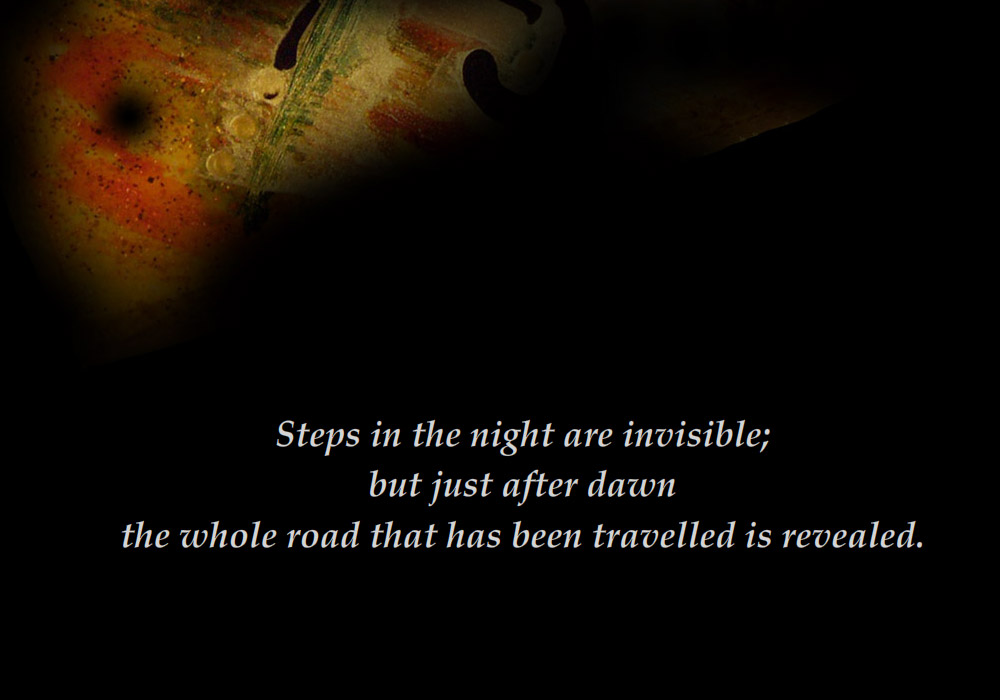 Steps in the night are invisible;
but just after dawn
the whole road that has been travelled is revealed.